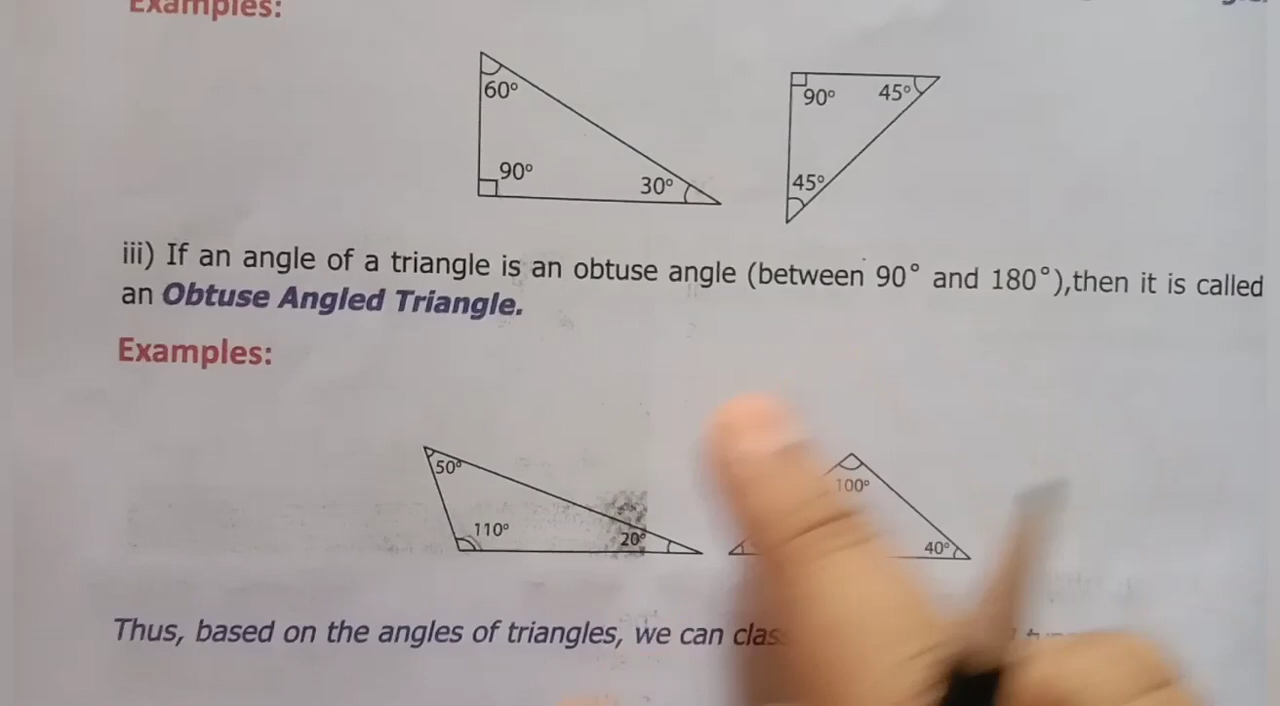 Examples:
60° 90° 45°
90° 30° 45°
iii) If an angle of a triangle is an obtuse angle (between 90° and 180°),then it is called
an Obtuse Angled Triangle.
Examples:
50° 100°
110° 20° 40°
Thus, based on the angles of triangles, we can